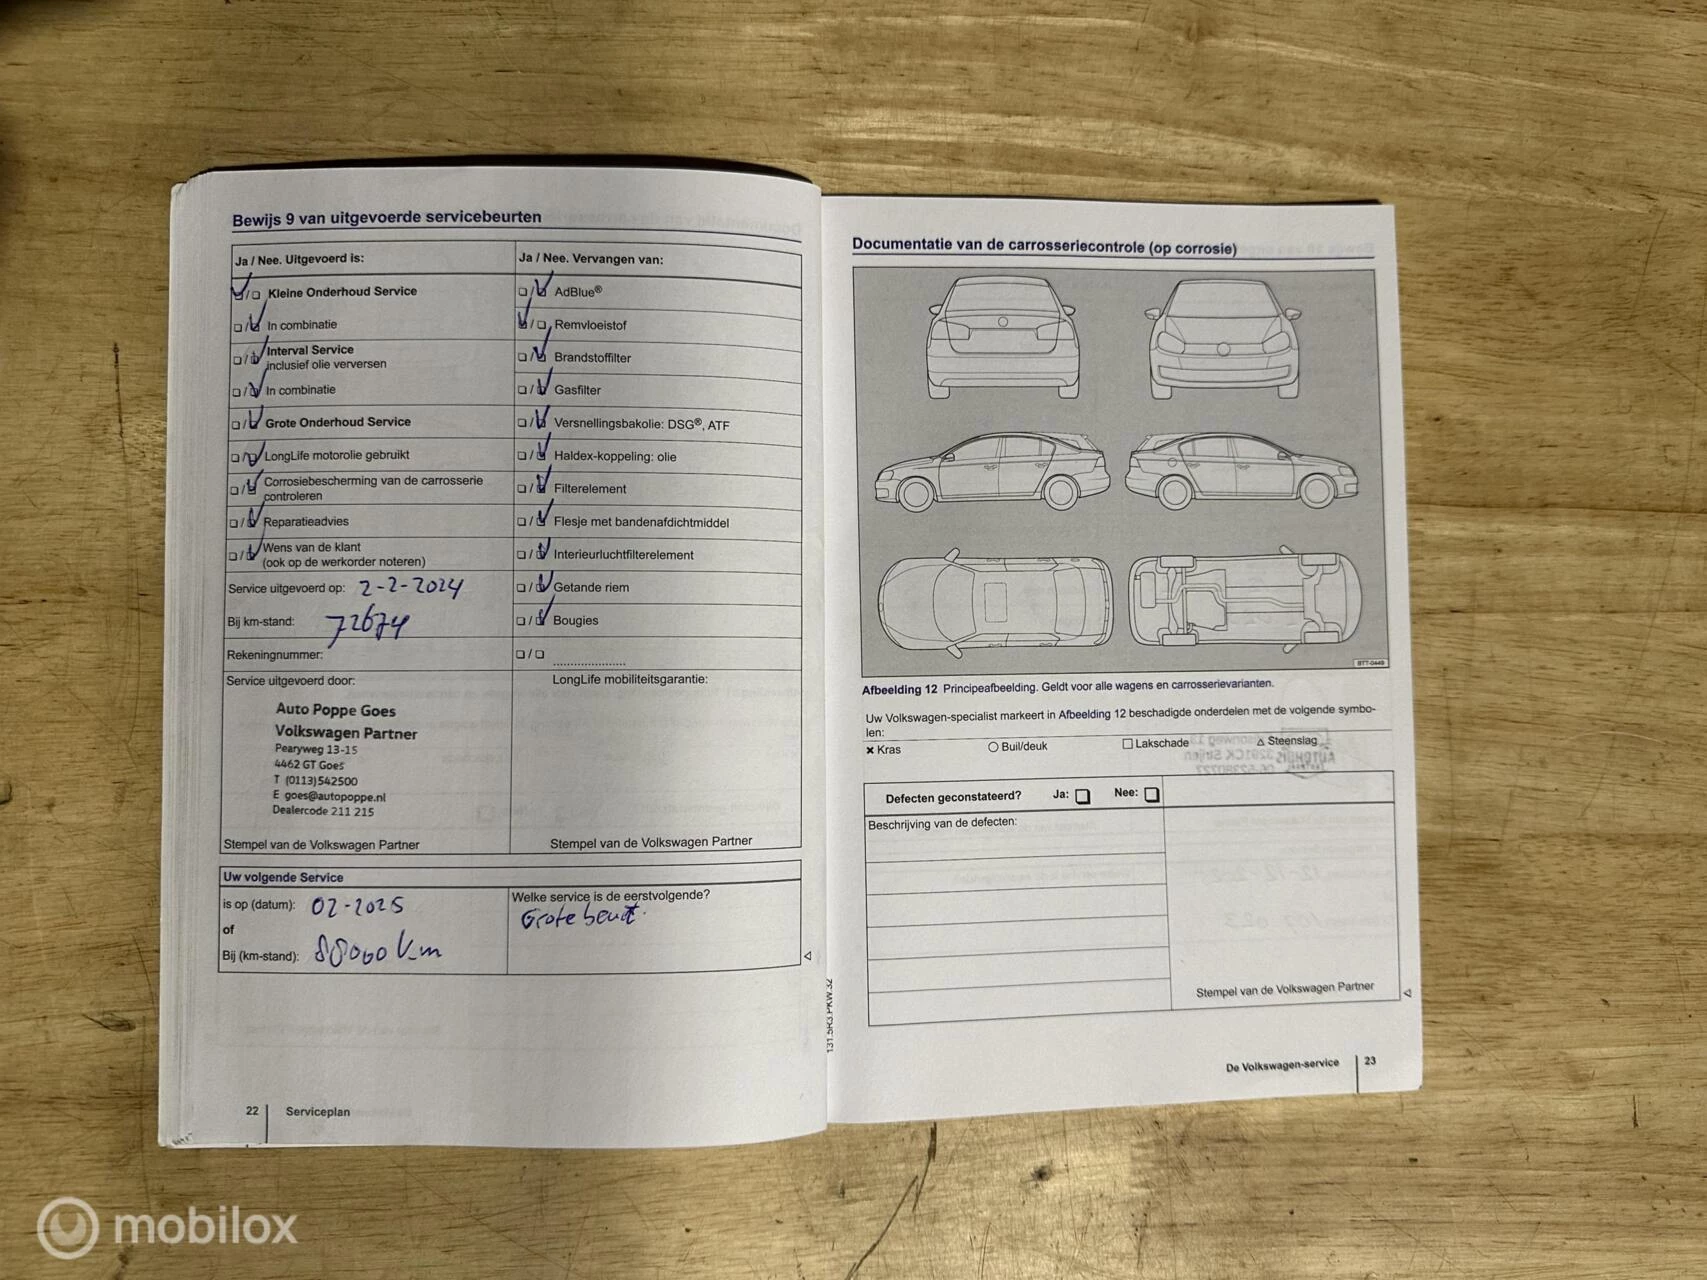 Bewijs 9 van uitgevoerde servicebeurten
Ja / Nee. Uitgevoerd is:
Kleine Onderhoud Service
In combinatie
Interval Service
inclusief olie verversen
In combinatie
Grote Onderhoud Service
LongLife motorolie gebruikt
Corrosiebescherming van de carrosserie
controleren
Reparatieadvies
Wens van de klant
(ook op de werkorder noteren)
Service uitgevoerd op: 2-2-2024
Bij km-stand: 72674
Rekeningnummer:
Ja / Nee. Vervangen van:
AdBlue®
Remvloeistof
Brandstoffilter
Gasfilter
Versnellingsbakolie: DSG®, ATF
Haldex-koppeling: olie
Filterelement
Flesje met bandenafdichtmiddel
Interieurluchtfilterelement
Getande riem
Bougies
Service uitgevoerd door:
Auto Poppe Goes
Volkswagen Partner
Pearyweg 13-15
4462 GT Goes
T (0113)542500
E goes@autopoppe.nl
Dealercode 211 215
Stempel van de Volkswagen Partner
LongLife mobiliteitsgarantie:
Stempel van de Volkswagen Partner
Uw volgende Service
is op (datum): 02-2025
of
Bij (km-stand): 88000 km
Welke service is de eerstvolgende?
Grote beurt.
22 Serviceplan
Documentatie van de carrosseriecontrole (op corrosie)
BTT-0449
Afbeelding 12 Principeafbeelding. Geldt voor alle wagens en carrosserievarianten.
Uw Volkswagen-specialist markeert in Afbeelding 12 beschadigde onderdelen met de volgende symbo-
len:
Kras Buil/deuk Lakschade Steenslag
Defecten geconstateerd? Ja: Nee:
Beschrijving van de defecten:
Stempel van de Volkswagen Partner
De Volkswagen-service 23
mobilox